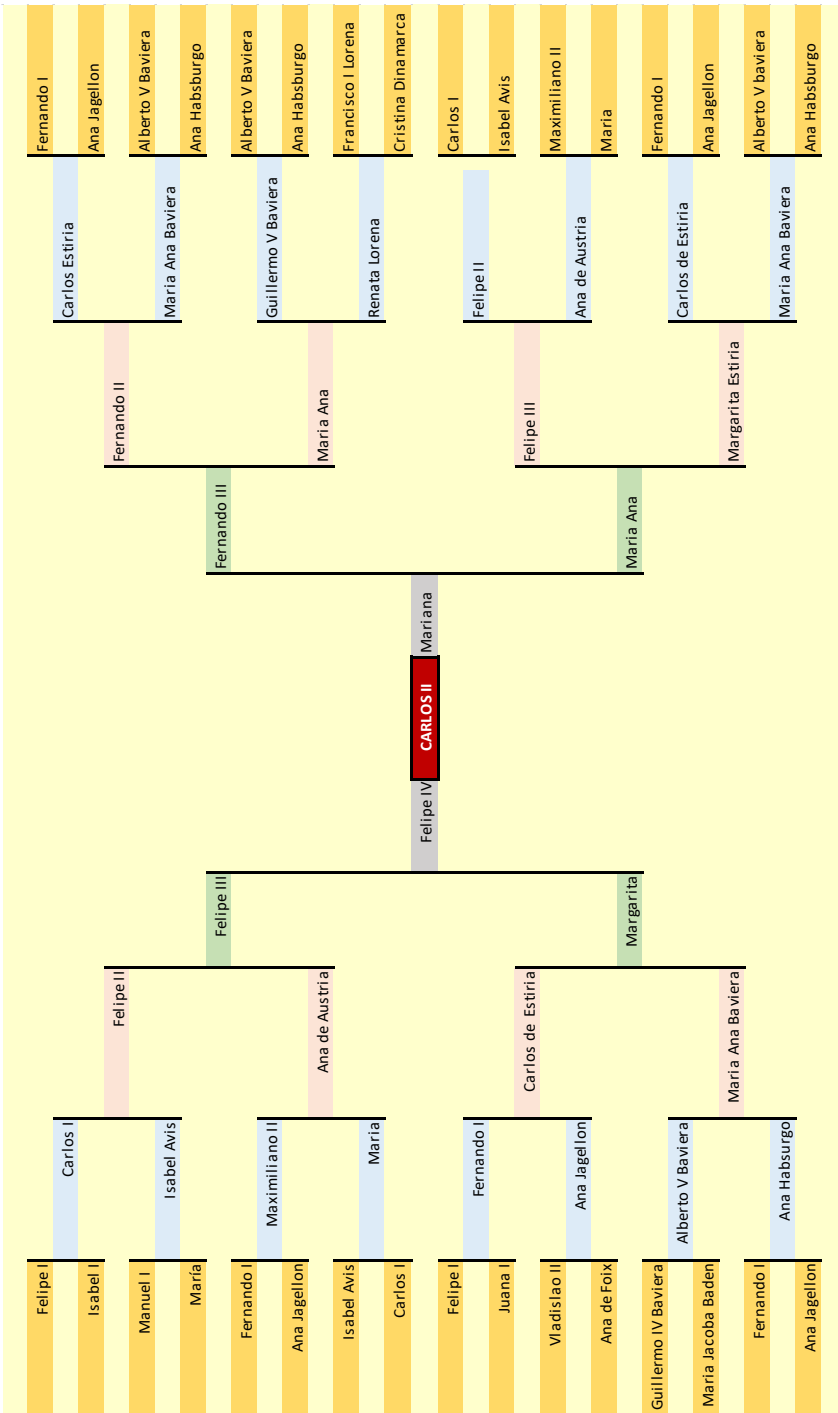 Fernando I
Ana Jagellon
Alberto V Baviera
Ana Habsburgo
Alberto V Baviera
Ana Habsburgo
Francisco I Lorena
Cristina Dinamarca
Carlos I
Isabel Avis
Maximiliano II
Maria
Fernando I
Ana Jagellon
Alberto V baviera
Ana Habsburgo
Carlos Estiria
Maria Ana Baviera
Guillermo V Baviera
Renata Lorena
Felipe II
Ana de Austria
Carlos de Estiria
Maria Ana Baviera
Fernando II
Maria Ana
Felipe III
Margarita Estiria
Fernando III
Maria Ana
Mariana
CARLOS II
Felipe IV
Felipe III
Margarita
Felipe II
Ana de Austria
Carlos de Estiria
Maria Ana Baviera
Carlos I
Isabel Avis
Maximiliano II
Maria
Fernando I
Ana Jagellon
Alberto V Baviera
Ana Habsurgo
Felipe I
Isabel I
Manuel I
María
Fernando I
Ana Jagellon
Isabel Avis
Carlos I
Felipe I
Juana I
Vladislao II
Ana de Foix
Guillermo IV Baviera
Maria Jacoba Baden
Fernando I
Ana Jagellon